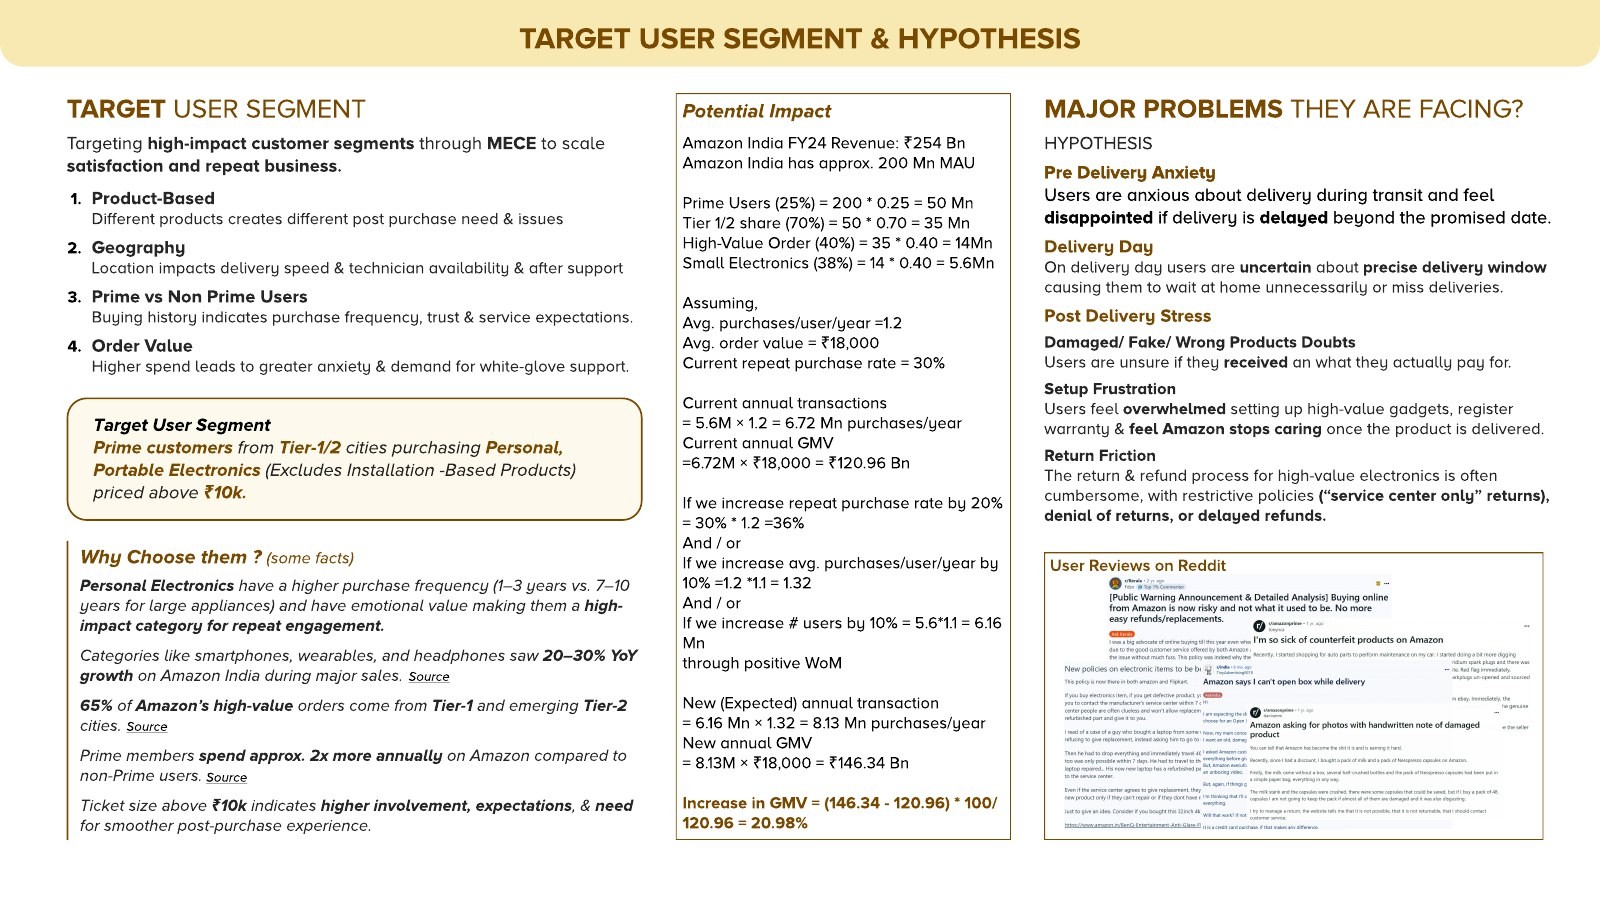 TARGET USER SEGMENT & HYPOTHESIS
TARGET USER SEGMENT
Targeting high-impact customer segments through MECE to scale
satisfaction and repeat business.
1. Product-Based
Different products creates different post purchase need & issues
2. Geography
Location impacts delivery speed & technician availability & after support
3. Prime vs Non Prime Users
Buying history indicates purchase frequency, trust & service expectations.
4. Order Value
Higher spend leads to greater anxiety & demand for white-glove support.
Target User Segment
Prime customers from Tier-1/2 cities purchasing Personal,
Portable Electronics (Excludes Installation -Based Products)
priced above ₹10k.
Why Choose them ? (some facts)
Personal Electronics have a higher purchase frequency (1–3 years vs. 7–10
years for large appliances) and have emotional value making them a high-
impact category for repeat engagement.
Categories like smartphones, wearables, and headphones saw 20–30% YoY
growth on Amazon India during major sales. Source
65% of Amazon's high-value orders come from Tier-1 and emerging Tier-2
cities. Source
Prime members spend approx. 2x more annually on Amazon compared to
non-Prime users. Source
Ticket size above ₹10k indicates higher involvement, expectations, & need
for smoother post-purchase experience.
Potential Impact
Amazon India FY24 Revenue: ₹254 Bn
Amazon India has approx. 200 Mn MAU
Prime Users (25%) = 200 * 0.25 = 50 Mn
Tier 1/2 share (70%) = 50 * 0.70 = 35 Mn
High-Value Order (40%) = 35 * 0.40 = 14Mn
Small Electronics (38%) = 14 * 0.40 = 5.6Mn
Assuming,
Avg. purchases/user/year =1.2
Avg. order value = ₹18,000
Current repeat purchase rate = 30%
Current annual transactions
= 5.6M × 1.2 = 6.72 Mn purchases/year
Current annual GMV
=6.72M × ₹18,000 = ₹120.96 Bn
If we increase repeat purchase rate by 20%
= 30% * 1.2 =36%
And / or
If we increase avg. purchases/user/year by
10% =1.2 *1.1 = 1.32
And / or
If we increase # users by 10% = 5.6*1.1 = 6.16
Mn
through positive WoM
New (Expected) annual transaction
= 6.16 Mn × 1.32 = 8.13 Mn purchases/year
New annual GMV
= 8.13M × ₹18,000 = ₹146.34 Bn
Increase in GMV = (146.34 - 120.96) * 100/
120.96 = 20.98%
MAJOR PROBLEMS THEY ARE FACING?
HYPOTHESIS
Pre Delivery Anxiety
Users are anxious about delivery during transit and feel
disappointed if delivery is delayed beyond the promised date.
Delivery Day
On delivery day users are uncertain about precise delivery window
causing them to wait at home unnecessarily or miss deliveries.
Post Delivery Stress
Damaged/ Fake/ Wrong Products Doubts
Users are unsure if they received an what they actually pay for.
Setup Frustration
Users feel overwhelmed setting up high-value gadgets, register
warranty & feel Amazon stops caring once the product is delivered.
Return Friction
The return & refund process for high-value electronics is often
cumbersome, with restrictive policies (“service center only” returns),
denial of returns, or delayed refunds.
User Reviews on Reddit
[Public Warning Announcement & Detailed Analysis] Buying online
from Amazon is now risky and not what it used to be. No more
easy refunds/replacements.
I'm so sick of counterfeit products on Amazon
New policies on electronic items to be
Amazon says I can't open box while delivery
Amazon asking for photos with handwritten note of damaged
product